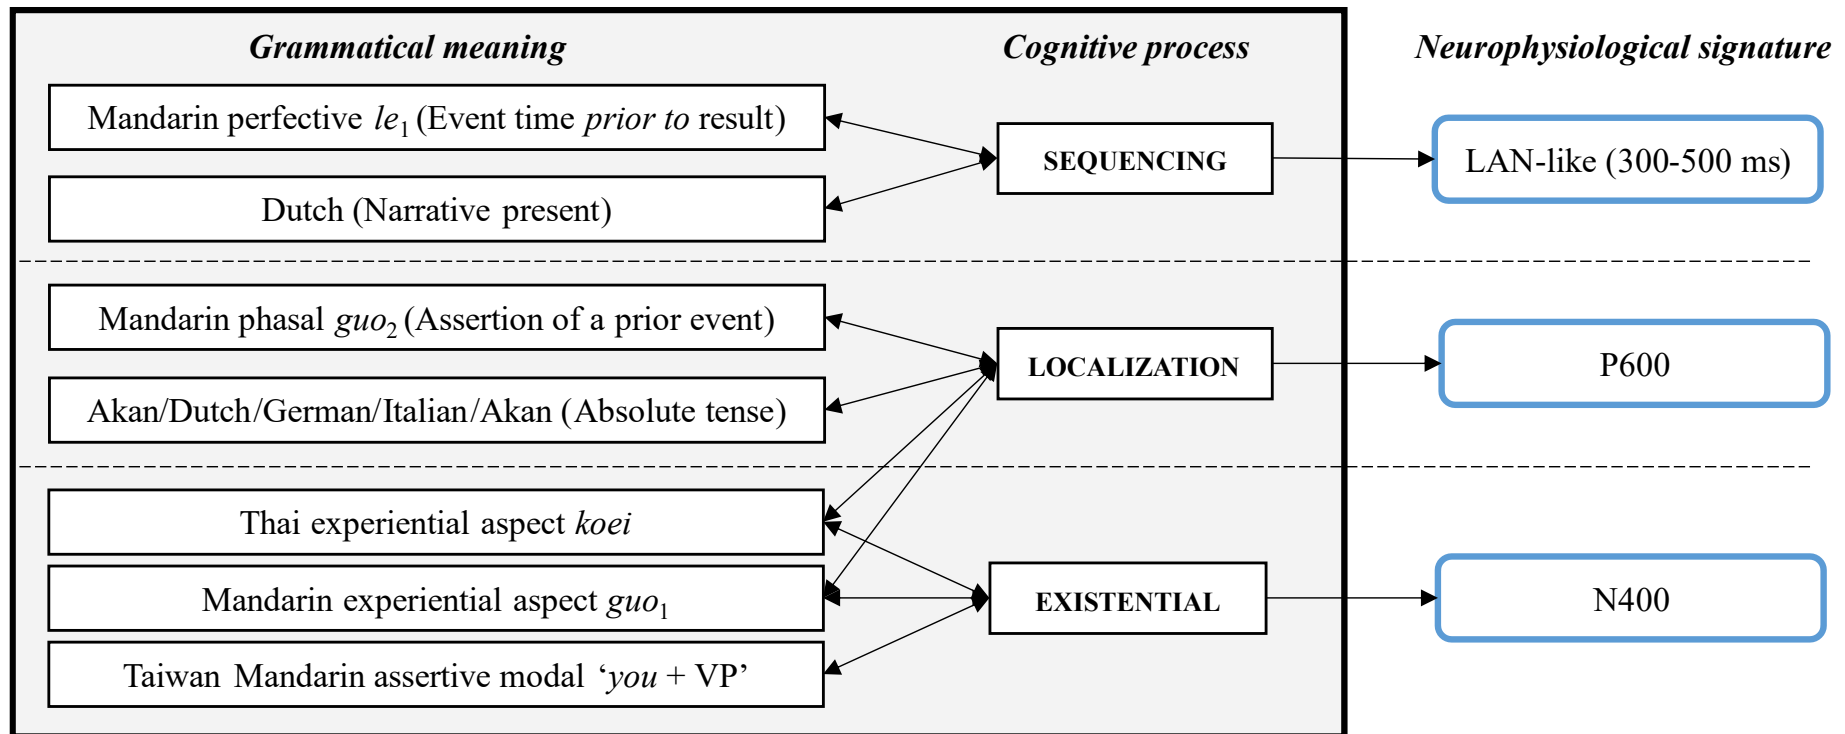 Grammatical meaning
Cognitive process
Neurophysiological signature
Mandarin perfective le₁ (Event time prior to result)
SEQUENCING
LAN-like (300-500 ms)
Dutch (Narrative present)
Mandarin phasal guo₂ (Assertion of a prior event)
LOCALIZATION
P600
Akan/Dutch/German/Italian/Akan (Absolute tense)
Thai experiential aspect koei
Mandarin experiential aspect guo₁
EXISTENTIAL
N400
Taiwan Mandarin assertive modal ‘you + VP’